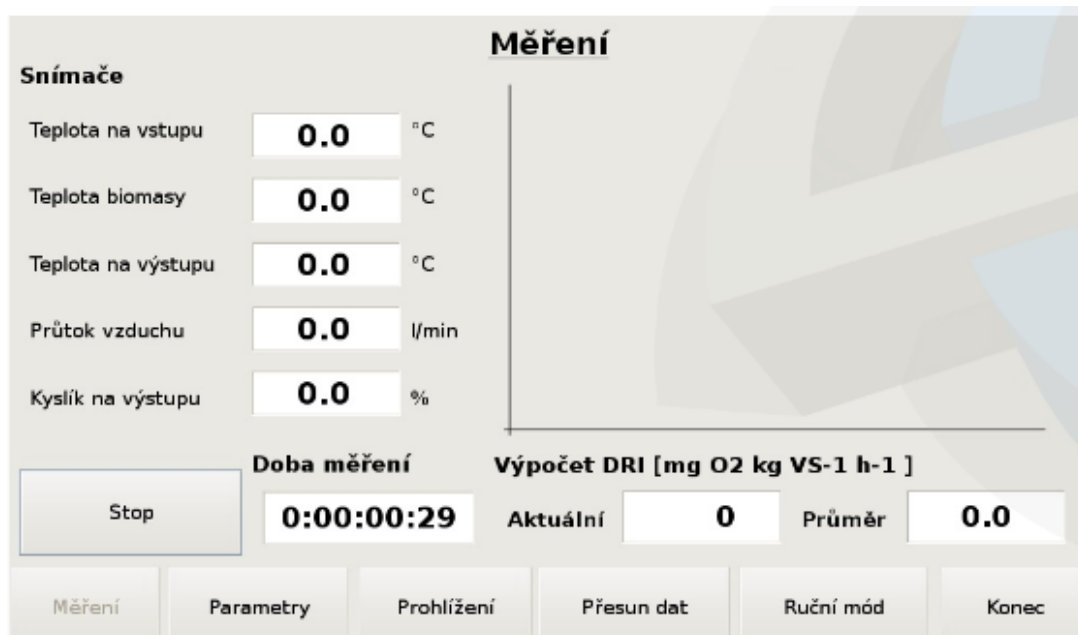 Měření
Snímače
Teplota na vstupu 0.0 °C
Teplota biomasy 0.0 °C
Teplota na výstupu 0.0 °C
Průtok vzduchu 0.0 l/min
Kyslík na výstupu 0.0 %
Doba měření Výpočet DRI [mg O2 kg VS-1 h-1 ]
Stop 0:00:00:29 Aktuální 0 Průměr 0.0
Měření Parametry Prohlížení Přesun dat Ruční mód Konec